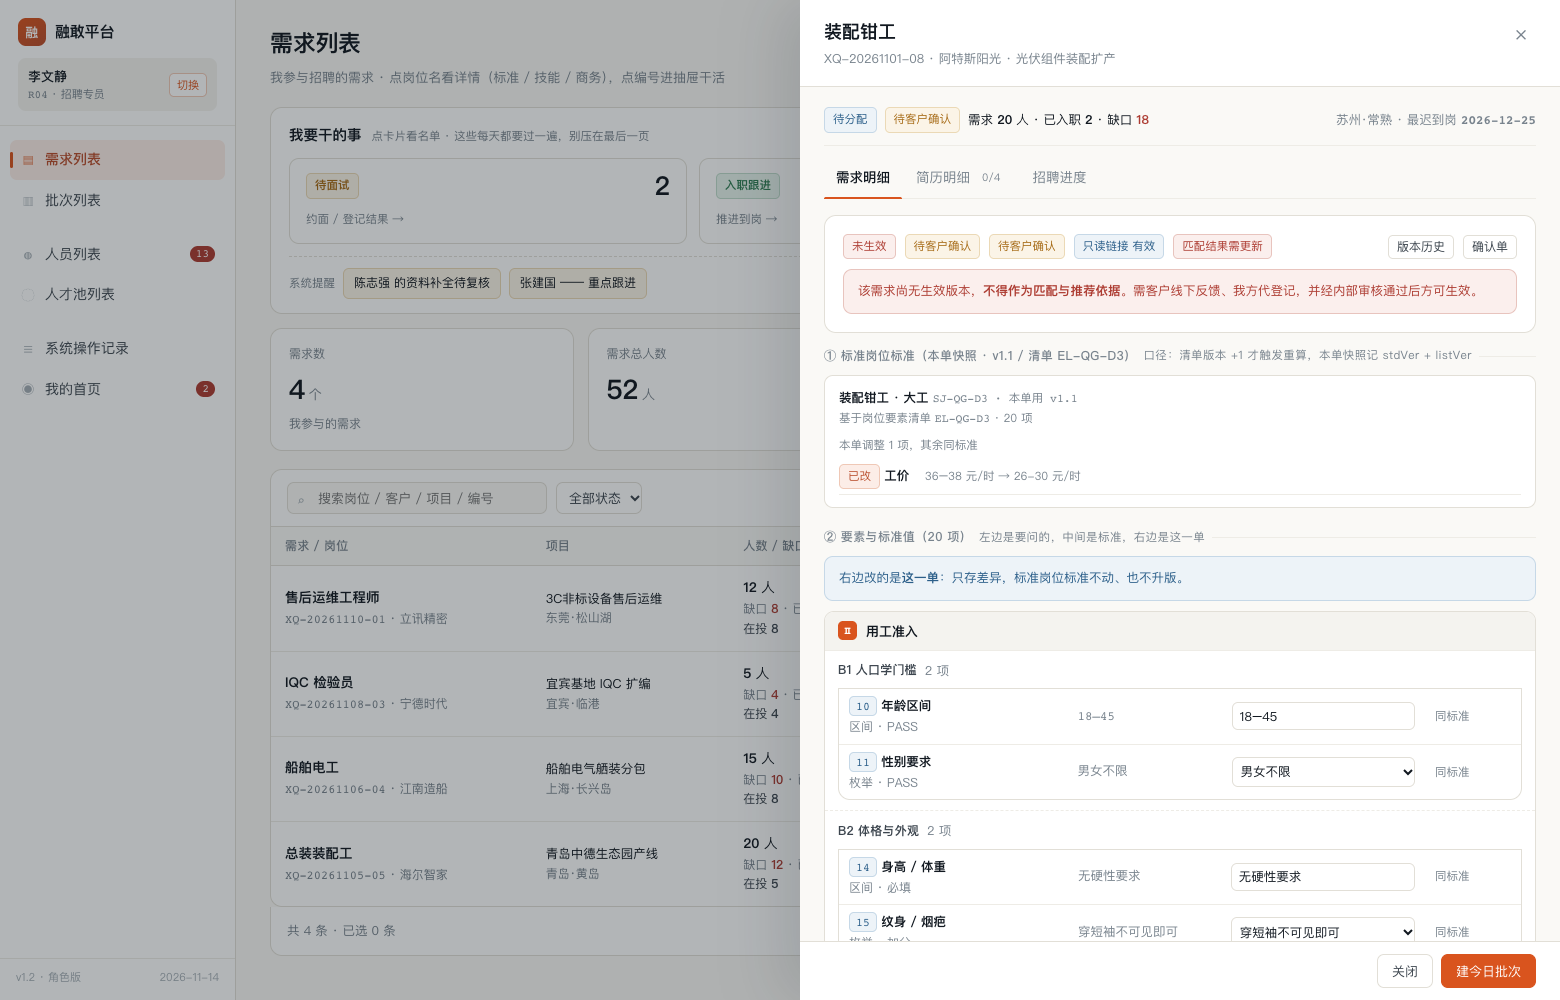 融 融敢平台
李文静
R04 · 招聘专员
切换
需求列表
批次列表
人员列表 13
人才池列表
系统操作记录
我的首页 2
v1.2 · 角色版 2026-11-14
需求列表
我参与招聘的需求 · 点岗位名看详情（标准 / 技能 / 商务），点编号进抽屉干活
我要干的事 点卡片看名单 · 这些每天都要过一遍，别压在最后一页
待面试 2
约面 / 登记结果 →
入职跟进
推进到岗 →
系统提醒 陈志强 的资料补全待复核 张建国 —— 重点跟进
需求数
4 个
我参与的需求
需求总人数
52 人
搜索岗位 / 客户 / 项目 / 编号 全部状态
需求 / 岗位 项目 人数 / 缺口
售后运维工程师
XQ-20261110-01 · 立讯精密
3C非标设备售后运维
东莞·松山湖
12 人
缺口 8 · 已
在投 8
IQC 检验员
XQ-20261108-03 · 宁德时代
宜宾基地 IQC 扩编
宜宾·临港
5 人
缺口 4 · 已
在投 4
船舶电工
XQ-20261106-04 · 江南造船
船舶电气舾装分包
上海·长兴岛
15 人
缺口 10 ·
在投 8
总装装配工
XQ-20261105-05 · 海尔智家
青岛中德生态园产线
青岛·黄岛
20 人
缺口 12 ·
在投 5
共 4 条 · 已选 0 条
装配钳工
XQ-20261101-08 · 阿特斯阳光 · 光伏组件装配扩产
×
待分配 待客户确认 需求 20 人 · 已入职 2 · 缺口 18 苏州·常熟 · 最迟到岗 2026-12-25
需求明细 简历明细 0/4 招聘进度
未生效 待客户确认 待客户确认 只读链接 有效 匹配结果需更新 版本历史 确认单
该需求尚无生效版本，不得作为匹配与推荐依据。需客户线下反馈、我方代登记，并经内部审核通过后方可生效。
① 标准岗位标准（本单快照 · v1.1 / 清单 EL-QG-D3） 口径：清单版本 +1 才触发重算，本单快照记 stdVer + listVer
装配钳工 · 大工 SJ-QG-D3 · 本单用 v1.1
基于岗位要素清单 EL-QG-D3 · 20 项
本单调整 1 项，其余同标准
已改 工价 36—38 元/时 → 26-30 元/时
② 要素与标准值（20 项） 左边是要问的，中间是标准，右边是这一单
右边改的是这一单：只存差异，标准岗位标准不动、也不升版。
II 用工准入
B1 人口学门槛 2 项
10 年龄区间
区间 · PASS
18—45 18—45 同标准
11 性别要求
枚举 · PASS
男女不限 男女不限 同标准
B2 体格与外观 2 项
14 身高 / 体重
区间 · 必填
无硬性要求 无硬性要求 同标准
15 纹身 / 烟疤
穿短袖不可见即可 穿短袖不可见即可 同标准
关闭 建今日批次